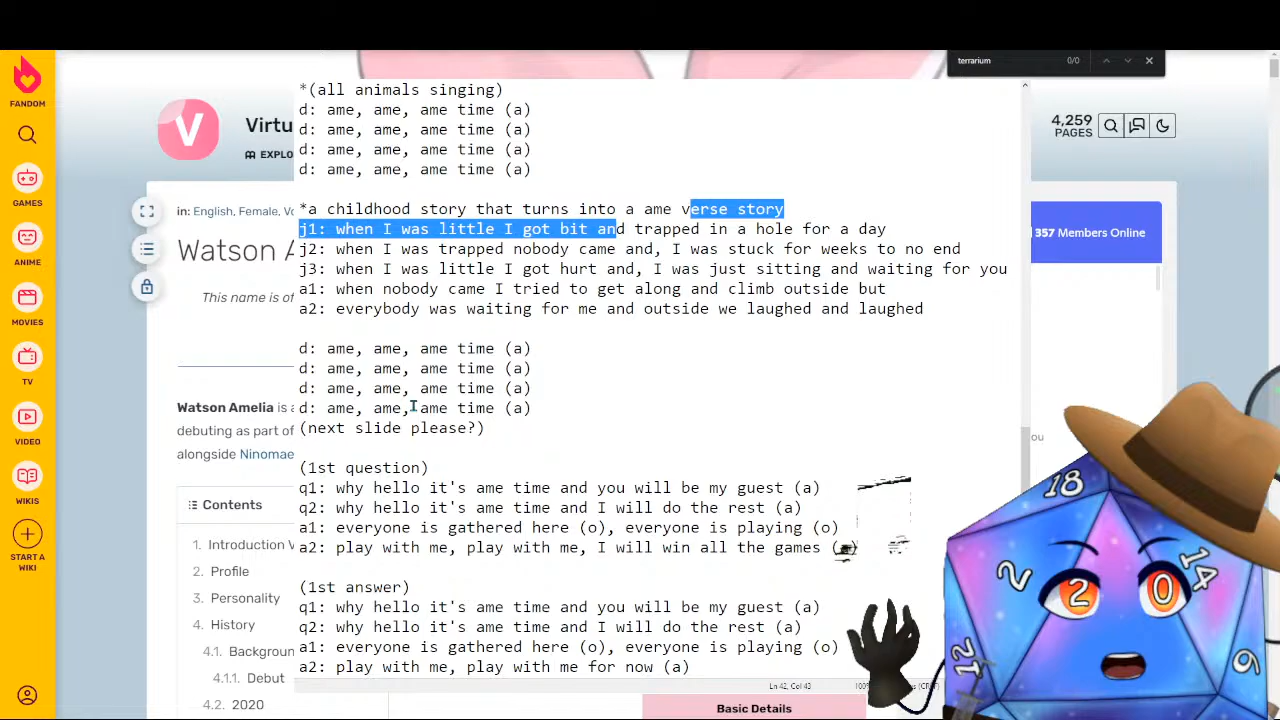 terrarium
0/0
FANDOM
GAMES
ANIME
MOVIES
TV
VIDEO
WIKIS
START A
WIKI
V
Virtu
EXPLO
4,259
PAGES
in: English, Female, Vo
Watson A
This name is of
357 Members Online
Watson Amelia is a
debuting as part of
alongside Ninomae
you
Contents
1. Introduction V
2. Profile
3. Personality
4. History
4.1. Backgroun
4.1.1. Debut
4.2. 2020
*(all animals singing)
d: ame, ame, ame time (a)
d: ame, ame, ame time (a)
d: ame, ame, ame time (a)
d: ame, ame, ame time (a)
*a childhood story that turns into a ame verse story
j1: when I was little I got bit and trapped in a hole for a day
j2: when I was trapped nobody came and, I was stuck for weeks to no end
j3: when I was little I got hurt and, I was just sitting and waiting for you
a1: when nobody came I tried to get along and climb outside but
a2: everybody was waiting for me and outside we laughed and laughed
d: ame, ame, ame time (a)
d: ame, ame, ame time (a)
d: ame, ame, ame time (a)
d: ame, ame, ame time (a)
(next slide please?)
(1st question)
q1: why hello it's ame time and you will be my guest (a)
q2: why hello it's ame time and I will do the rest (a)
a1: everyone is gathered here (o), everyone is playing (o)
a2: play with me, play with me, I will win all the games
(1st answer)
q1: why hello it's ame time and you will be my guest (a)
q2: why hello it's ame time and I will do the rest (a)
a1: everyone is gathered here (o), everyone is playing (o)
a2: play with me, play with me for now (a)
Ln 42, Col 43
Basic Details
18
2
14
2
0
12
9